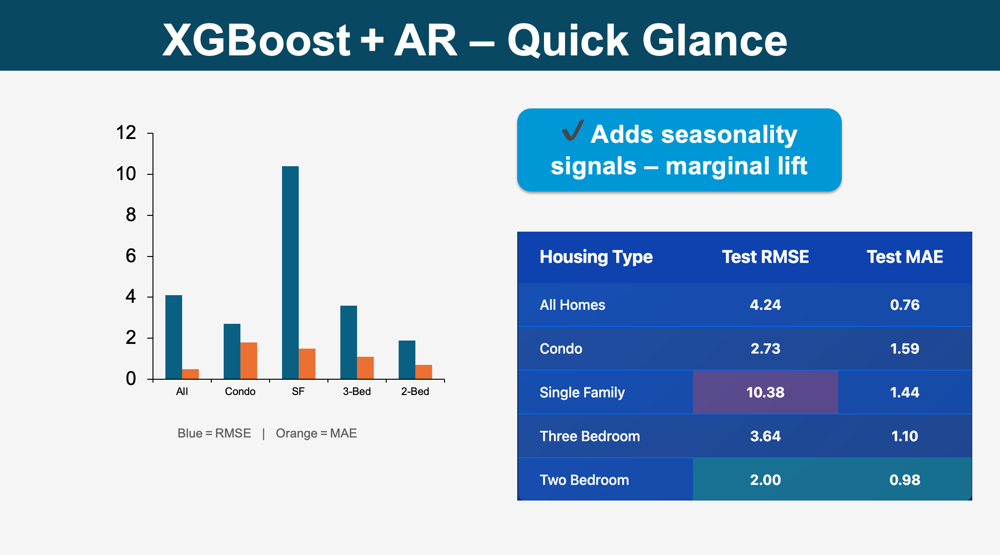 XGBoost + AR – Quick Glance
12
10
8
6
4
2
0
All Condo SF 3-Bed 2-Bed
Blue = RMSE | Orange = MAE
✔ Adds seasonality
signals – marginal lift
Housing Type Test RMSE Test MAE
All Homes 4.24 0.76
Condo 2.73 1.59
Single Family 10.38 1.44
Three Bedroom 3.64 1.10
Two Bedroom 2.00 0.98